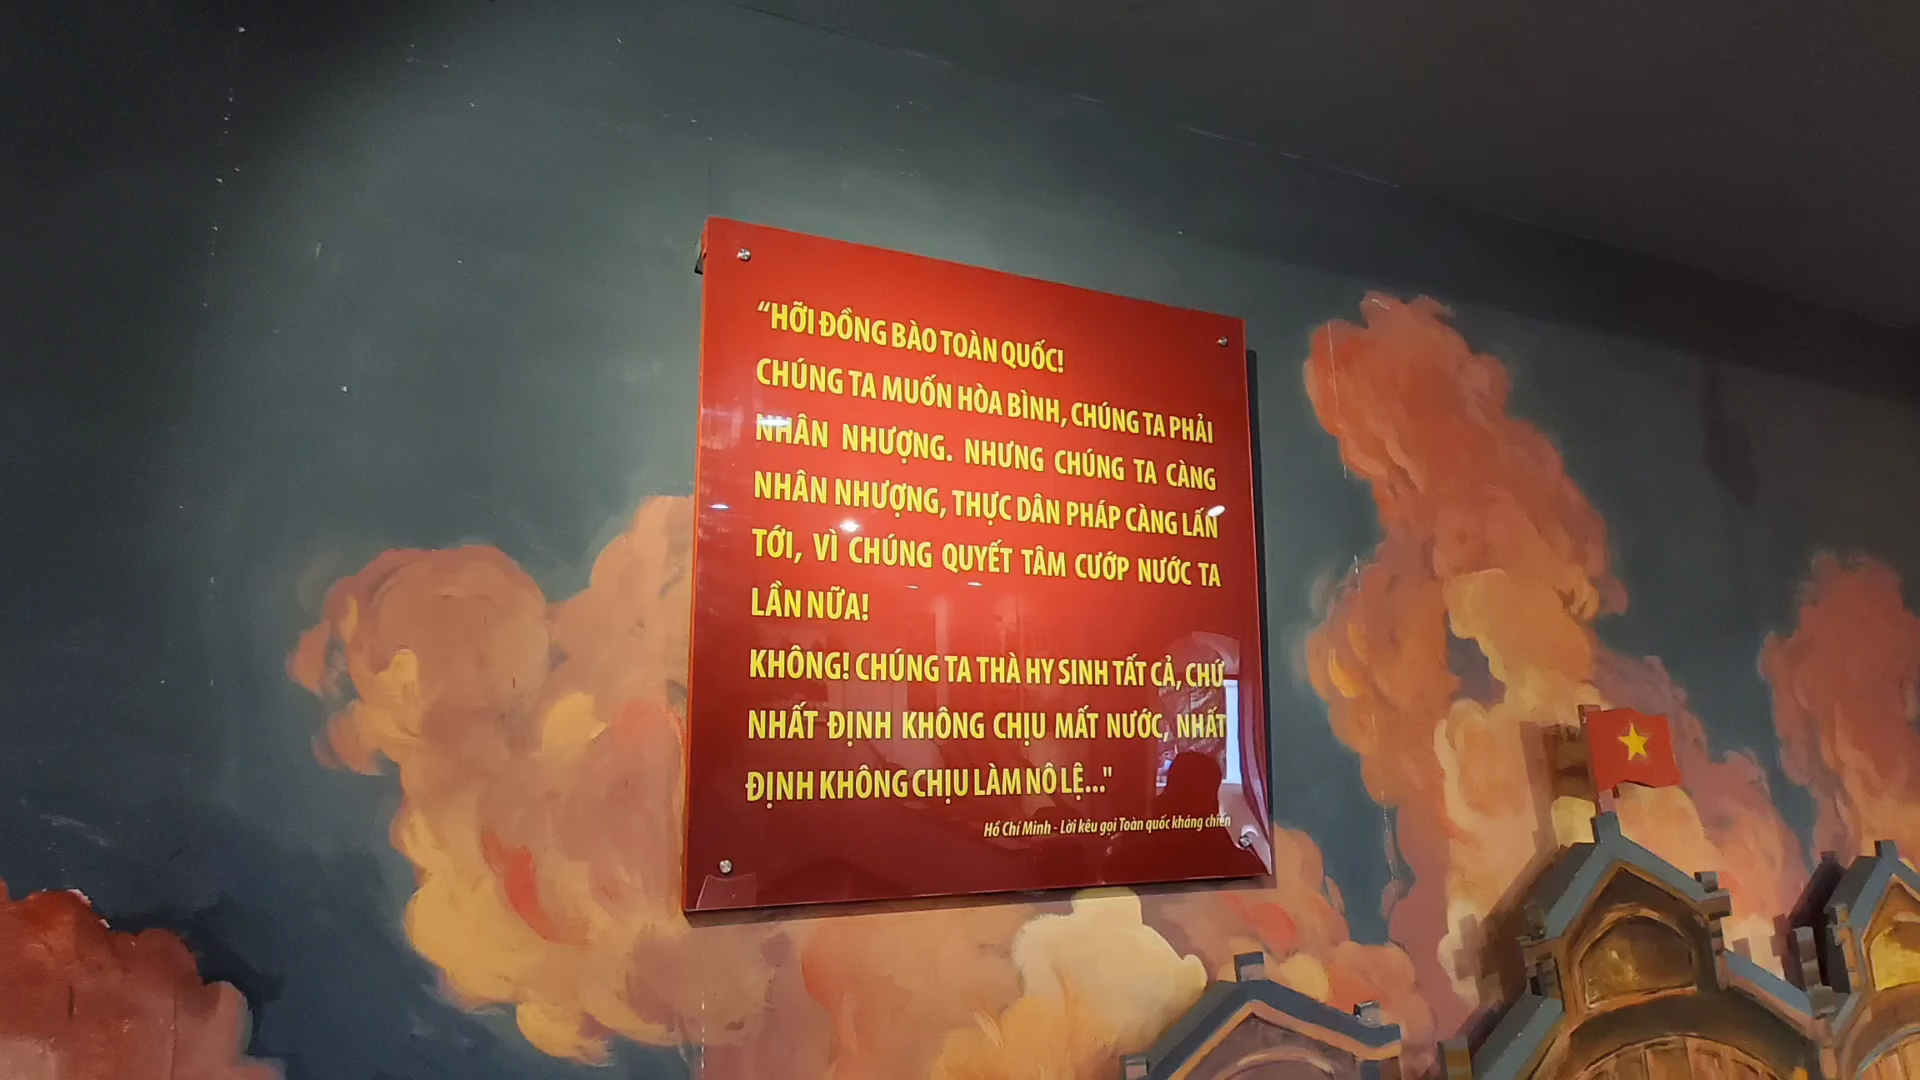 “HỠI ĐỒNG BÀO TOÀN QUỐC!
CHÚNG TA MUỐN HÒA BÌNH, CHÚNG TA PHẢI
NHÂN NHƯỢNG. NHƯNG CHÚNG TA CÀNG
NHÂN NHƯỢNG, THỰC DÂN PHÁP CÀNG LẤN
TỚI, VÌ CHÚNG QUYẾT TÂM CƯỚP NƯỚC TA
LẦN NỮA!
KHÔNG! CHÚNG TA THÀ HY SINH TẤT CẢ, CHỨ
NHẤT ĐỊNH KHÔNG CHỊU MẤT NƯỚC, NHẤT
ĐỊNH KHÔNG CHỊU LÀM NÔ LỆ..."
Hồ Chí Minh - Lời kêu gọi Toàn quốc kháng chiến